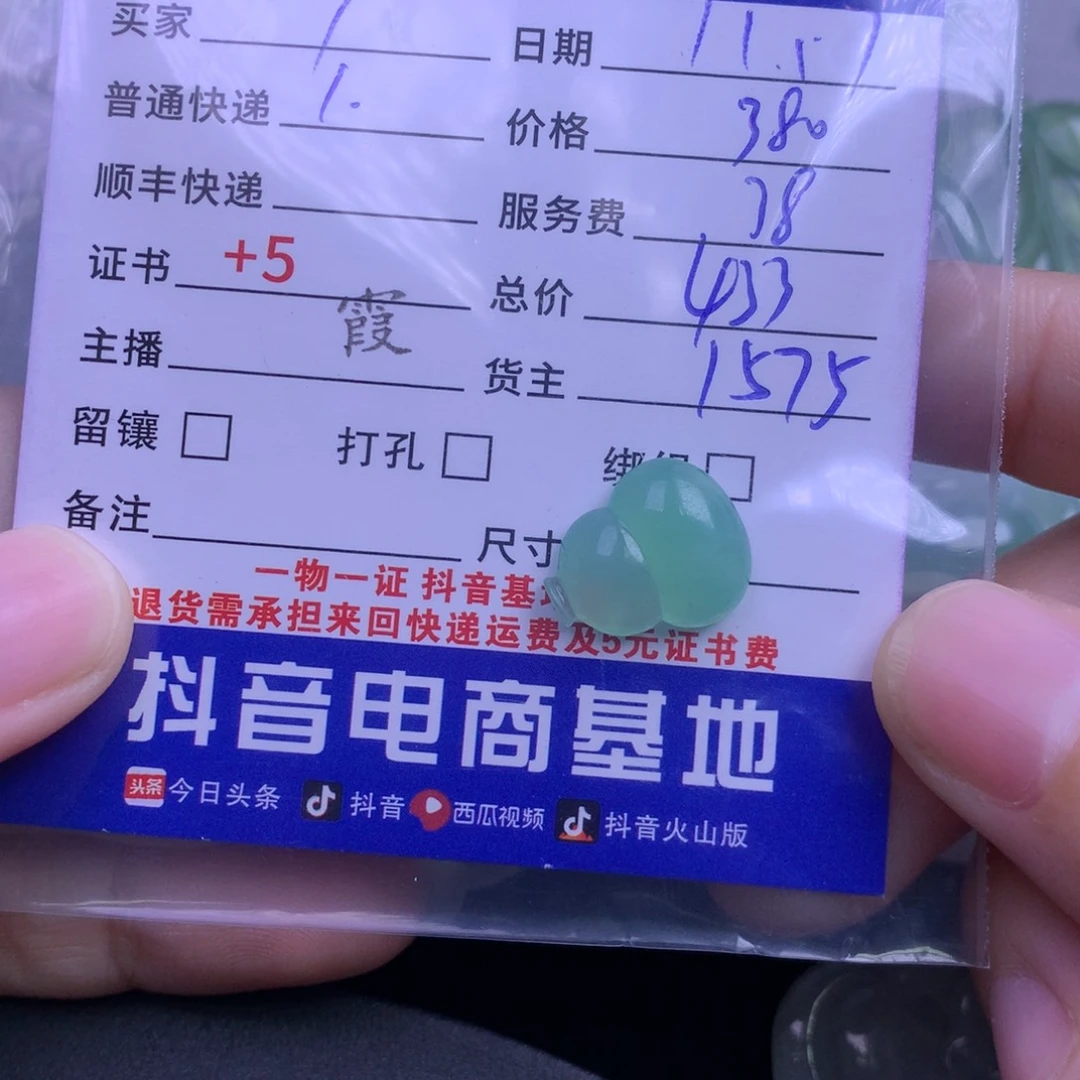 买家 日期
普通快递 1. 价格 380
顺丰快递 服务费 38
证书 +5 总价 433
主播 霞 货主 1575
留镶 打孔
备注 尺寸
一物一证 抖音基
退货需承担来回快递运费及5元证书费
抖音电商基地
头条 今日头条 抖音 西瓜视频 抖音火山版